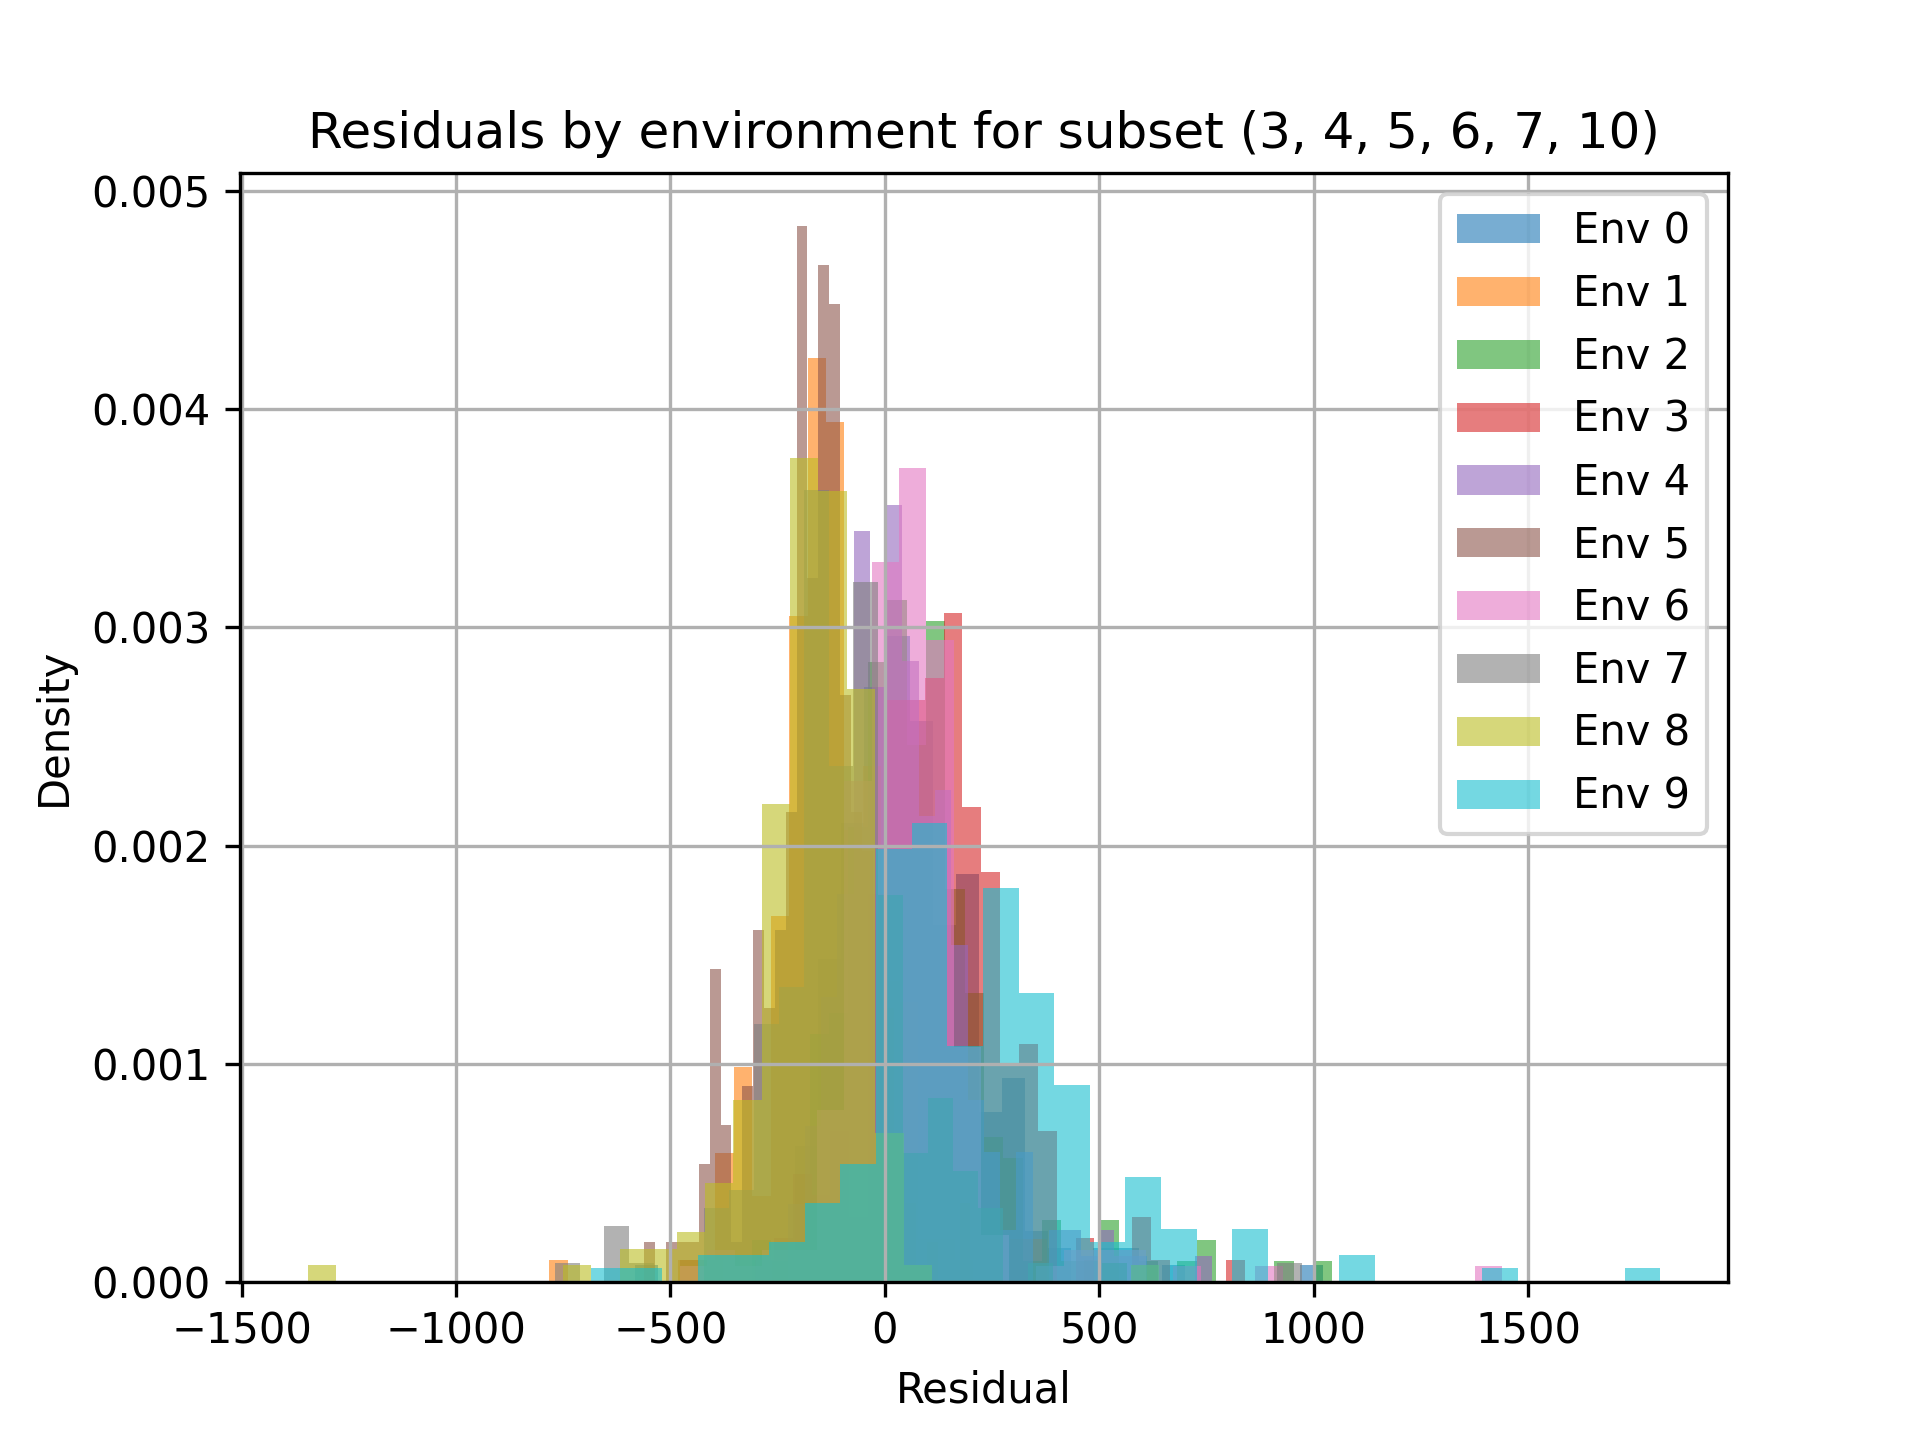 Residuals by environment for subset (3, 4, 5, 6, 7, 10)
0.005
0.004
0.003
0.002
0.001
0.000
Density
Env 0
Env 1
Env 2
Env 3
Env 4
Env 5
Env 6
Env 7
Env 8
Env 9
−1500 −1000 −500 0 500 1000 1500
Residual